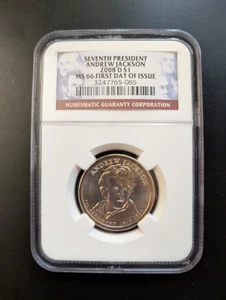 SEVENTH PRESIDENT
ANDREW JACKSON
2008 D $1
MS 66 FIRST DAY OF ISSUE
3247765-085
NUMISMATIC GUARANTY CORPORATION
ANDREW JACKSON